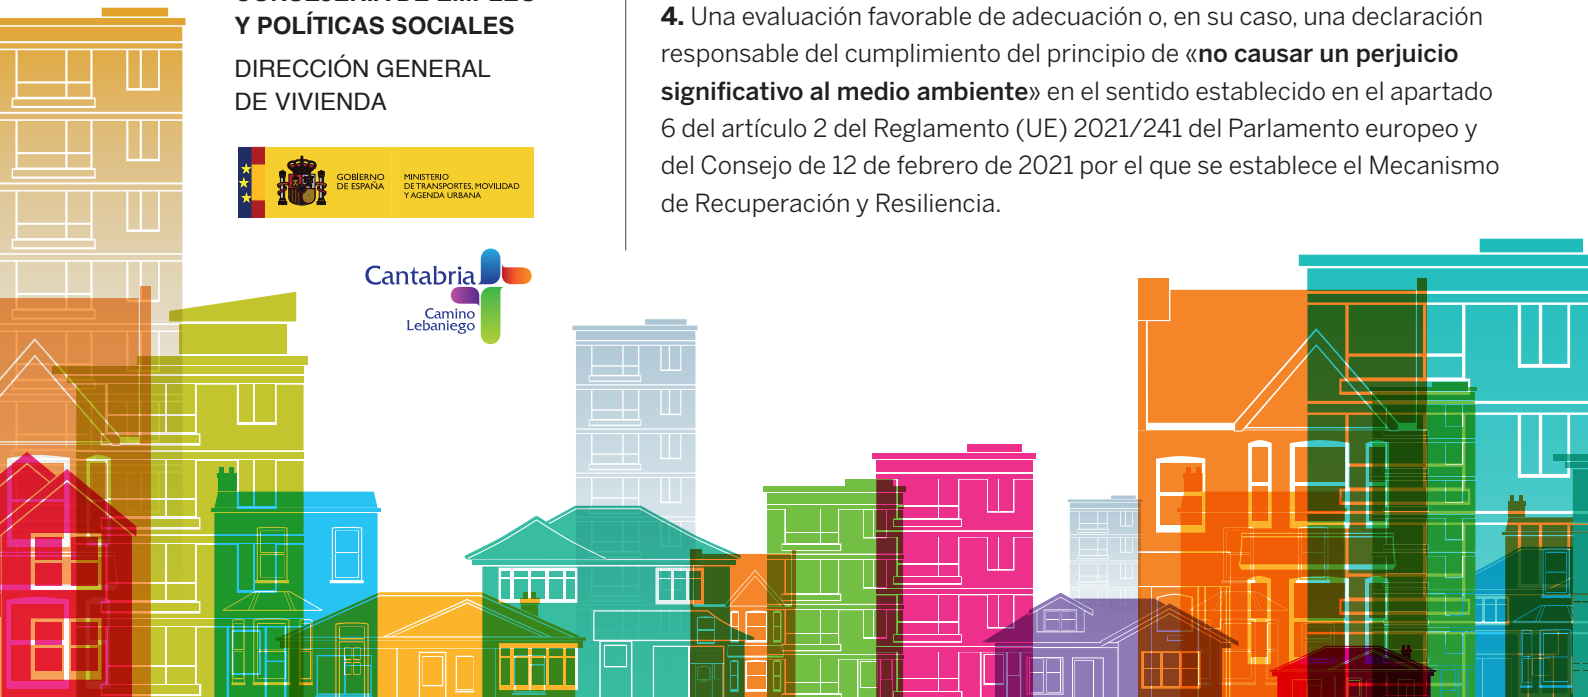 CONSEJERÍA DE EMPLEO
Y POLÍTICAS SOCIALES
DIRECCIÓN GENERAL
DE VIVIENDA
GOBIERNO
DE ESPAÑA
MINISTERIO
DE TRANSPORTES, MOVILIDAD
Y AGENDA URBANA
Cantabria
Camino
Lebaniego
4. Una evaluación favorable de adecuación o, en su caso, una declaración
responsable del cumplimiento del principio de «no causar un perjuicio
significativo al medio ambiente» en el sentido establecido en el apartado
6 del artículo 2 del Reglamento (UE) 2021/241 del Parlamento europeo y
del Consejo de 12 de febrero de 2021 por el que se establece el Mecanismo
de Recuperación y Resiliencia.